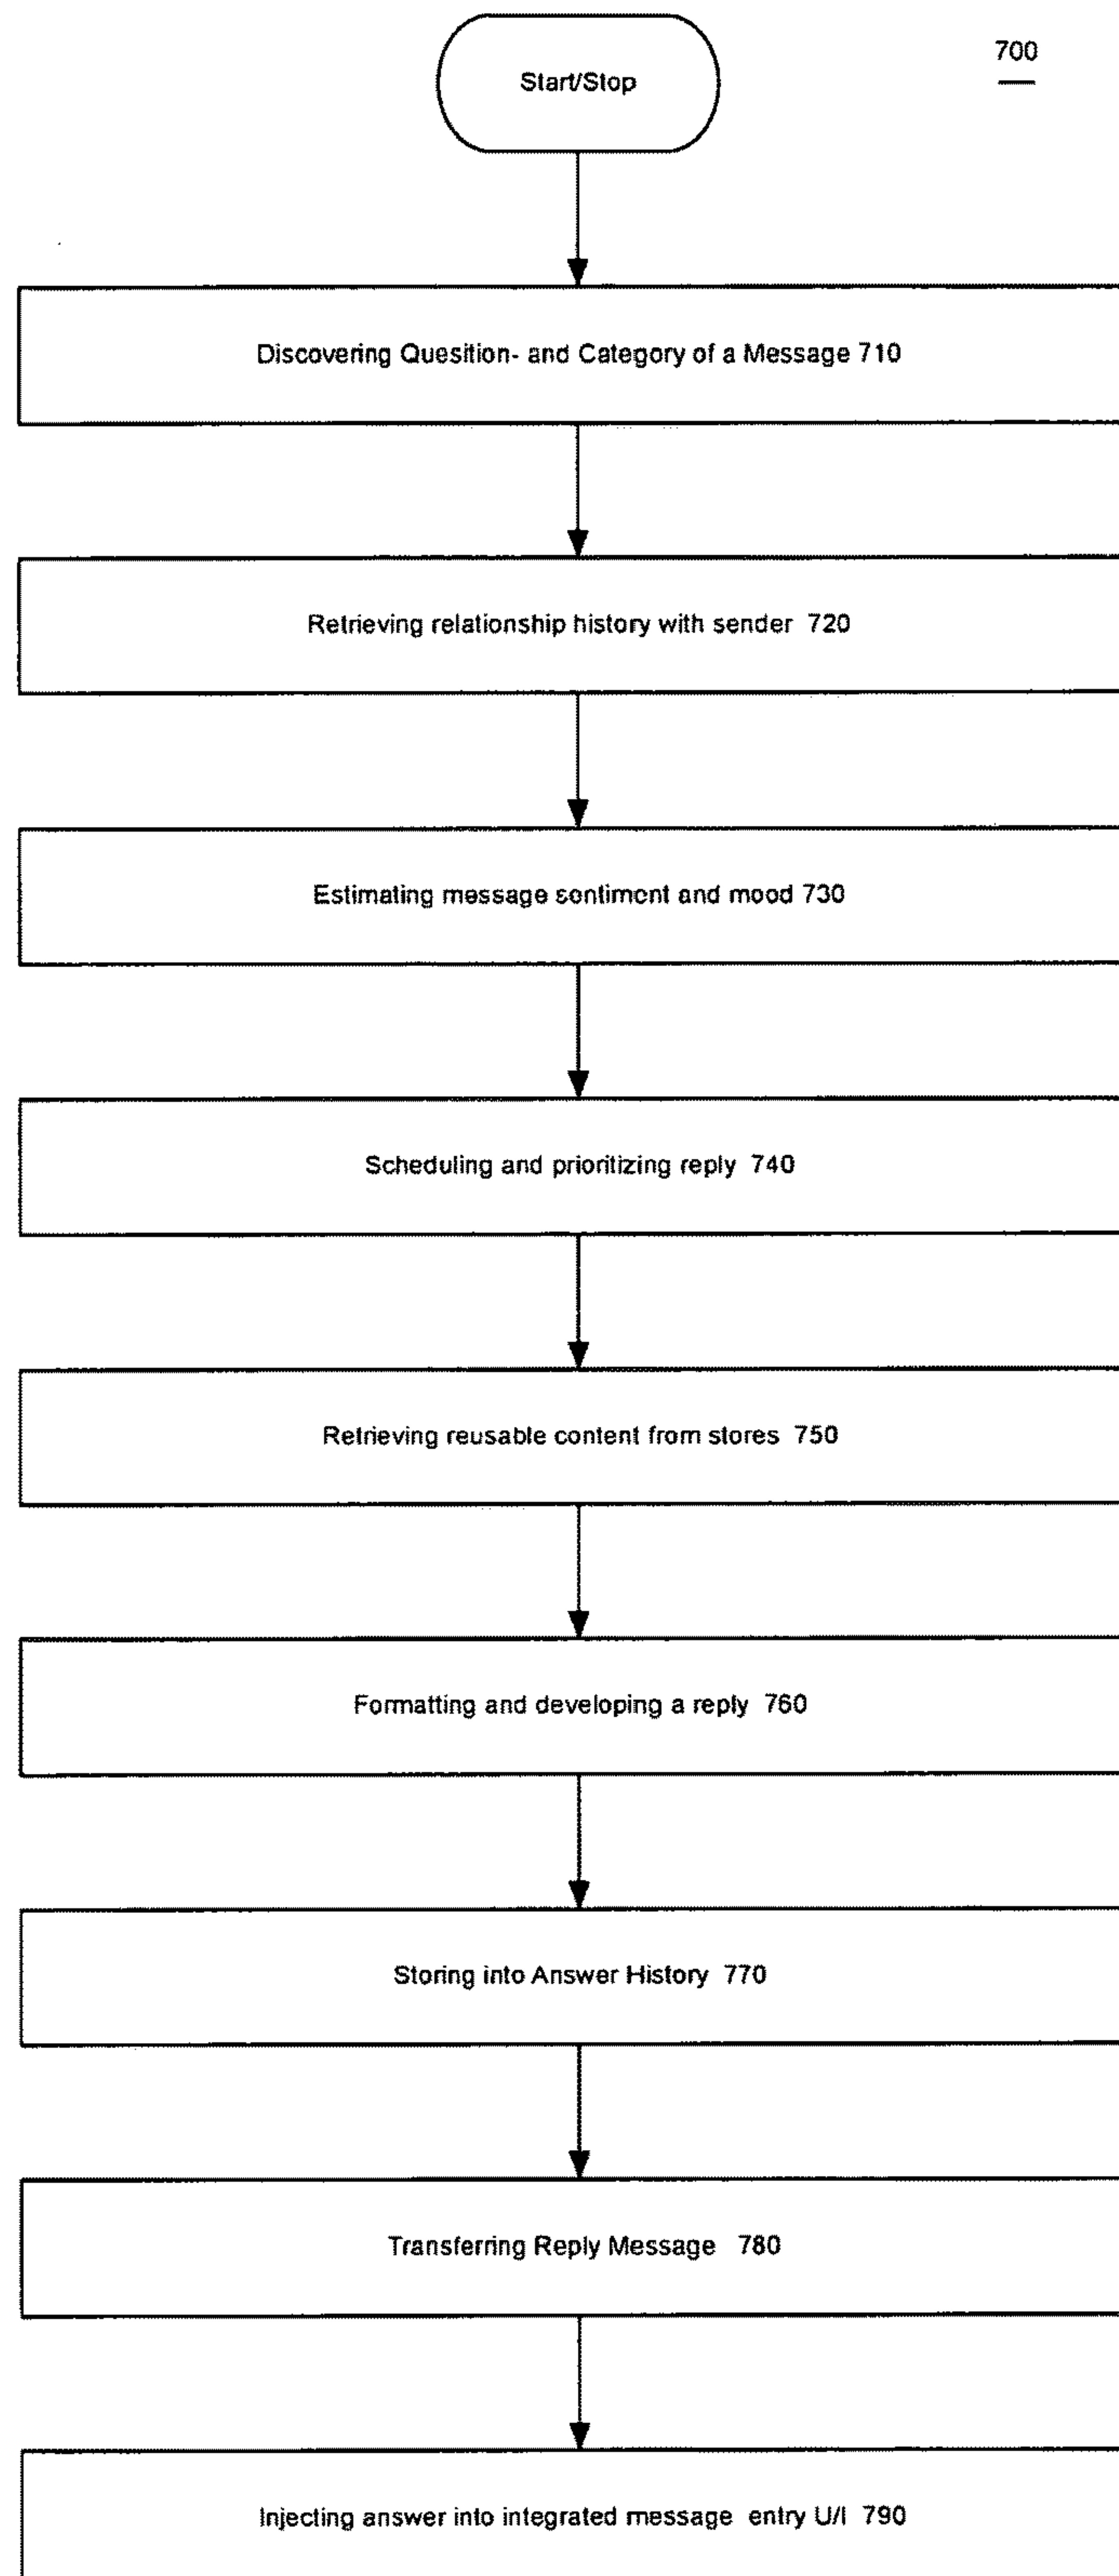 700
Start/Stop
Discovering Quesition- and Category of a Message 710
Retrieving relationship history with sender 720
Estimating message sentiment and mood 730
Scheduling and prioritizing reply 740
Retrieving reusable content from stores 750
Formatting and developing a reply 760
Storing into Answer History 770
Transferring Reply Message 780
Injecting answer into integrated message entry U/I 790